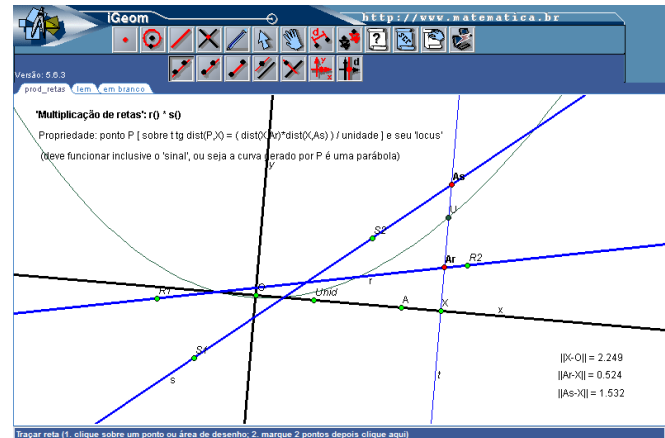 iGeom
http://www.matematica.br
Versão: 5.6.3
prod_retas
lem
em branco
'Multiplicação de retas': r() * s()
Propriedade: ponto P [ sobre t tg dist(P,X) = ( dist(X,Ar)*dist(X,As) ) / unidade ] e seu 'locus'
(deve funcionar inclusive o 'sinal', ou seja a curva gerado por P é uma parábola)
y
As
U
S2
Ar
R2
r
R1
O
Unid
A
X
x
S1
s
t
||X-O|| = 2.249
||Ar-X|| = 0.524
||As-X|| = 1.532
Traçar reta (1. clique sobre um ponto ou área de desenho; 2. marque 2 pontos depois clique aqui)